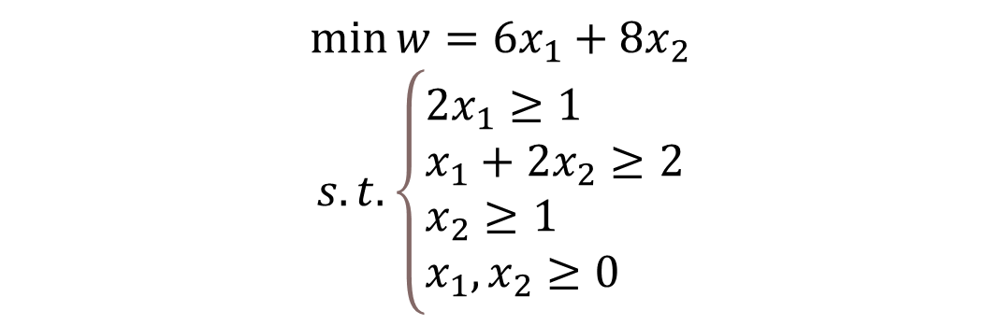 min w = 6x₁ + 8x₂
2x₁ ≥ 1
x₁ + 2x₂ ≥ 2
s.t.
x₂ ≥ 1
x₁, x₂ ≥ 0